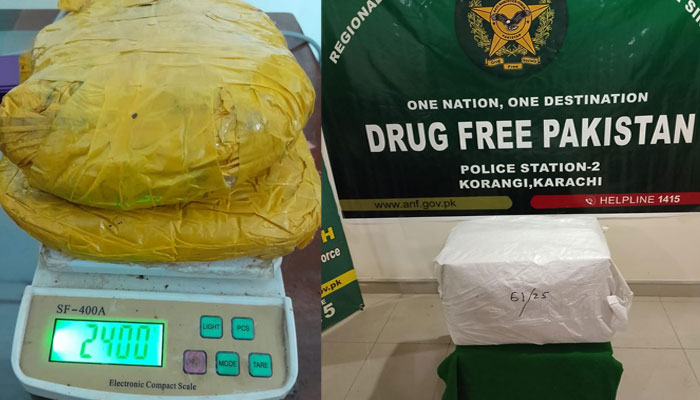 SF-400A
2400
LIGHT
PCS
MODE
TARE
Electronic Compact Scale
ONE NATION, ONE DESTINATION
DRUG FREE PAKISTAN
POLICE STATION-2
KORANGI,KARACHI
www.anf.gov.pk
HELPLINE 1415
E1/25